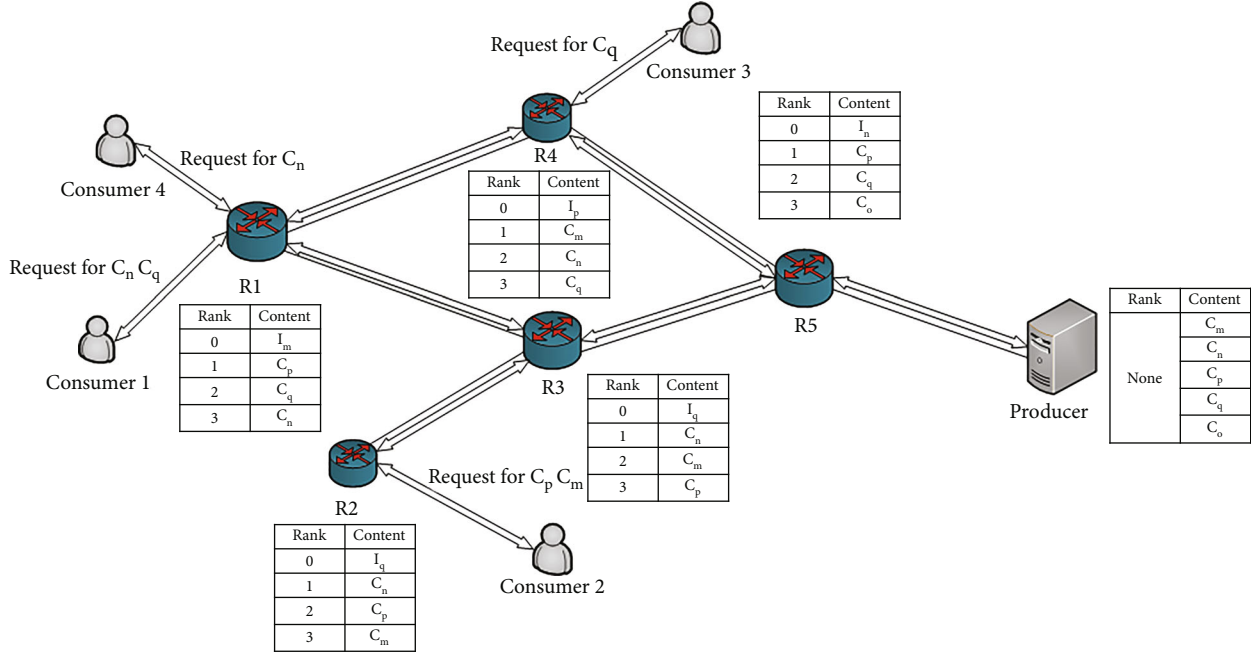 Request for Cq
Consumer 3
R4
Consumer 4
Request for Cn
Request for Cn Cq
Consumer 1
R1
Rank Content
0 Im
1 Cp
2 Cq
3 Cn
Rank Content
0 Ip
1 Cm
2 Cn
3 Cq
Rank Content
0 In
1 Cp
2 Cq
3 Co
R5
R3
Rank Content
0 Iq
1 Cn
2 Cm
3 Cp
Request for Cp Cm
R2
Rank Content
0 Iq
1 Cn
2 Cp
3 Cm
Consumer 2
Producer
Rank Content
None
Cm
Cn
Cp
Cq
Co